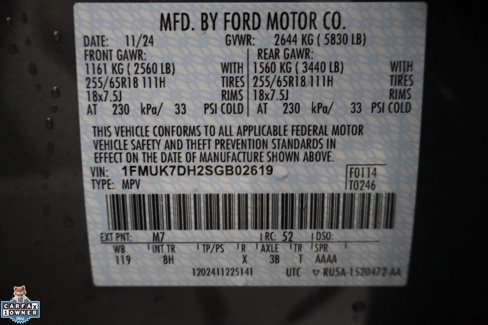 MFD. BY FORD MOTOR CO.
DATE: 11/24 GVWR: 2644 KG ( 5830 LB)
FRONT GAWR: REAR GAWR:
1161 KG ( 2560 LB) WITH 1560 KG ( 3440 LB) WITH
255/65R18 111H TIRES 255/65R18 111H TIRES
18x7.5J RIMS 18x7.5J RIMS
AT 230 kPa/ 33 PSI COLD AT 230 kPa/ 33 PSI COLD
THIS VEHICLE CONFORMS TO ALL APPLICABLE FEDERAL MOTOR
VEHICLE SAFETY AND THEFT PREVENTION STANDARDS IN
EFFECT ON THE DATE OF MANUFACTURE SHOWN ABOVE.
VIN: 1FMUK7DH2SGB02619 F0114
TYPE: MPV T0246
EXT PNT: M7 RC: 52 DSO:
WB INT TR TP/PS R AXLE TR SPR
119 8H X 3B T AAAA
1202411225141 UTC RU5A-1520472-AA
CARFAX
1 OWNER